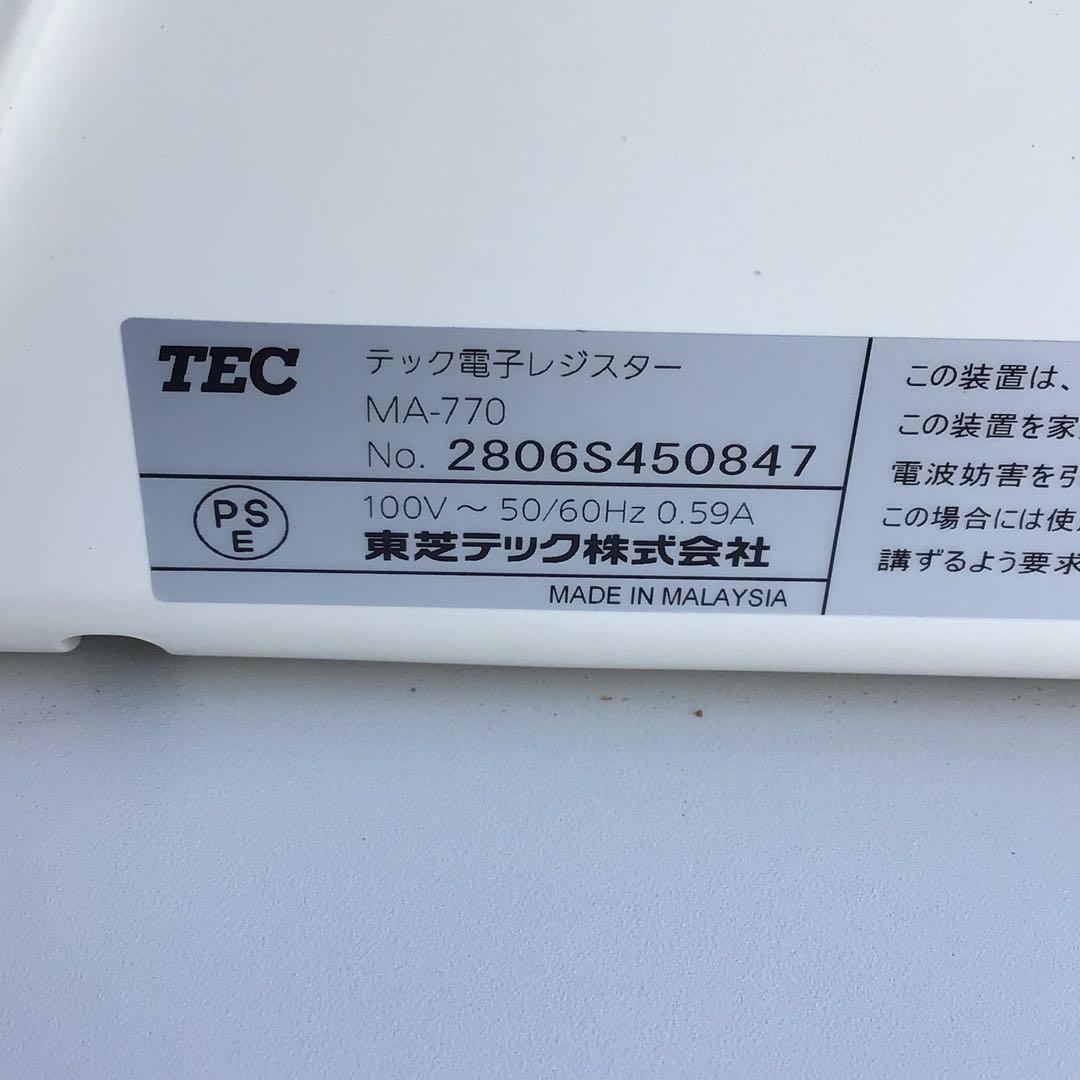 TEC
テック電子レジスター
MA-770
No. 2806S450847
PS
E
100V ～ 50/60Hz 0.59A
東芝テック株式会社
MADE IN MALAYSIA
この装置は、
この装置を家
電波妨害を引
この場合には使
講ずるよう要求